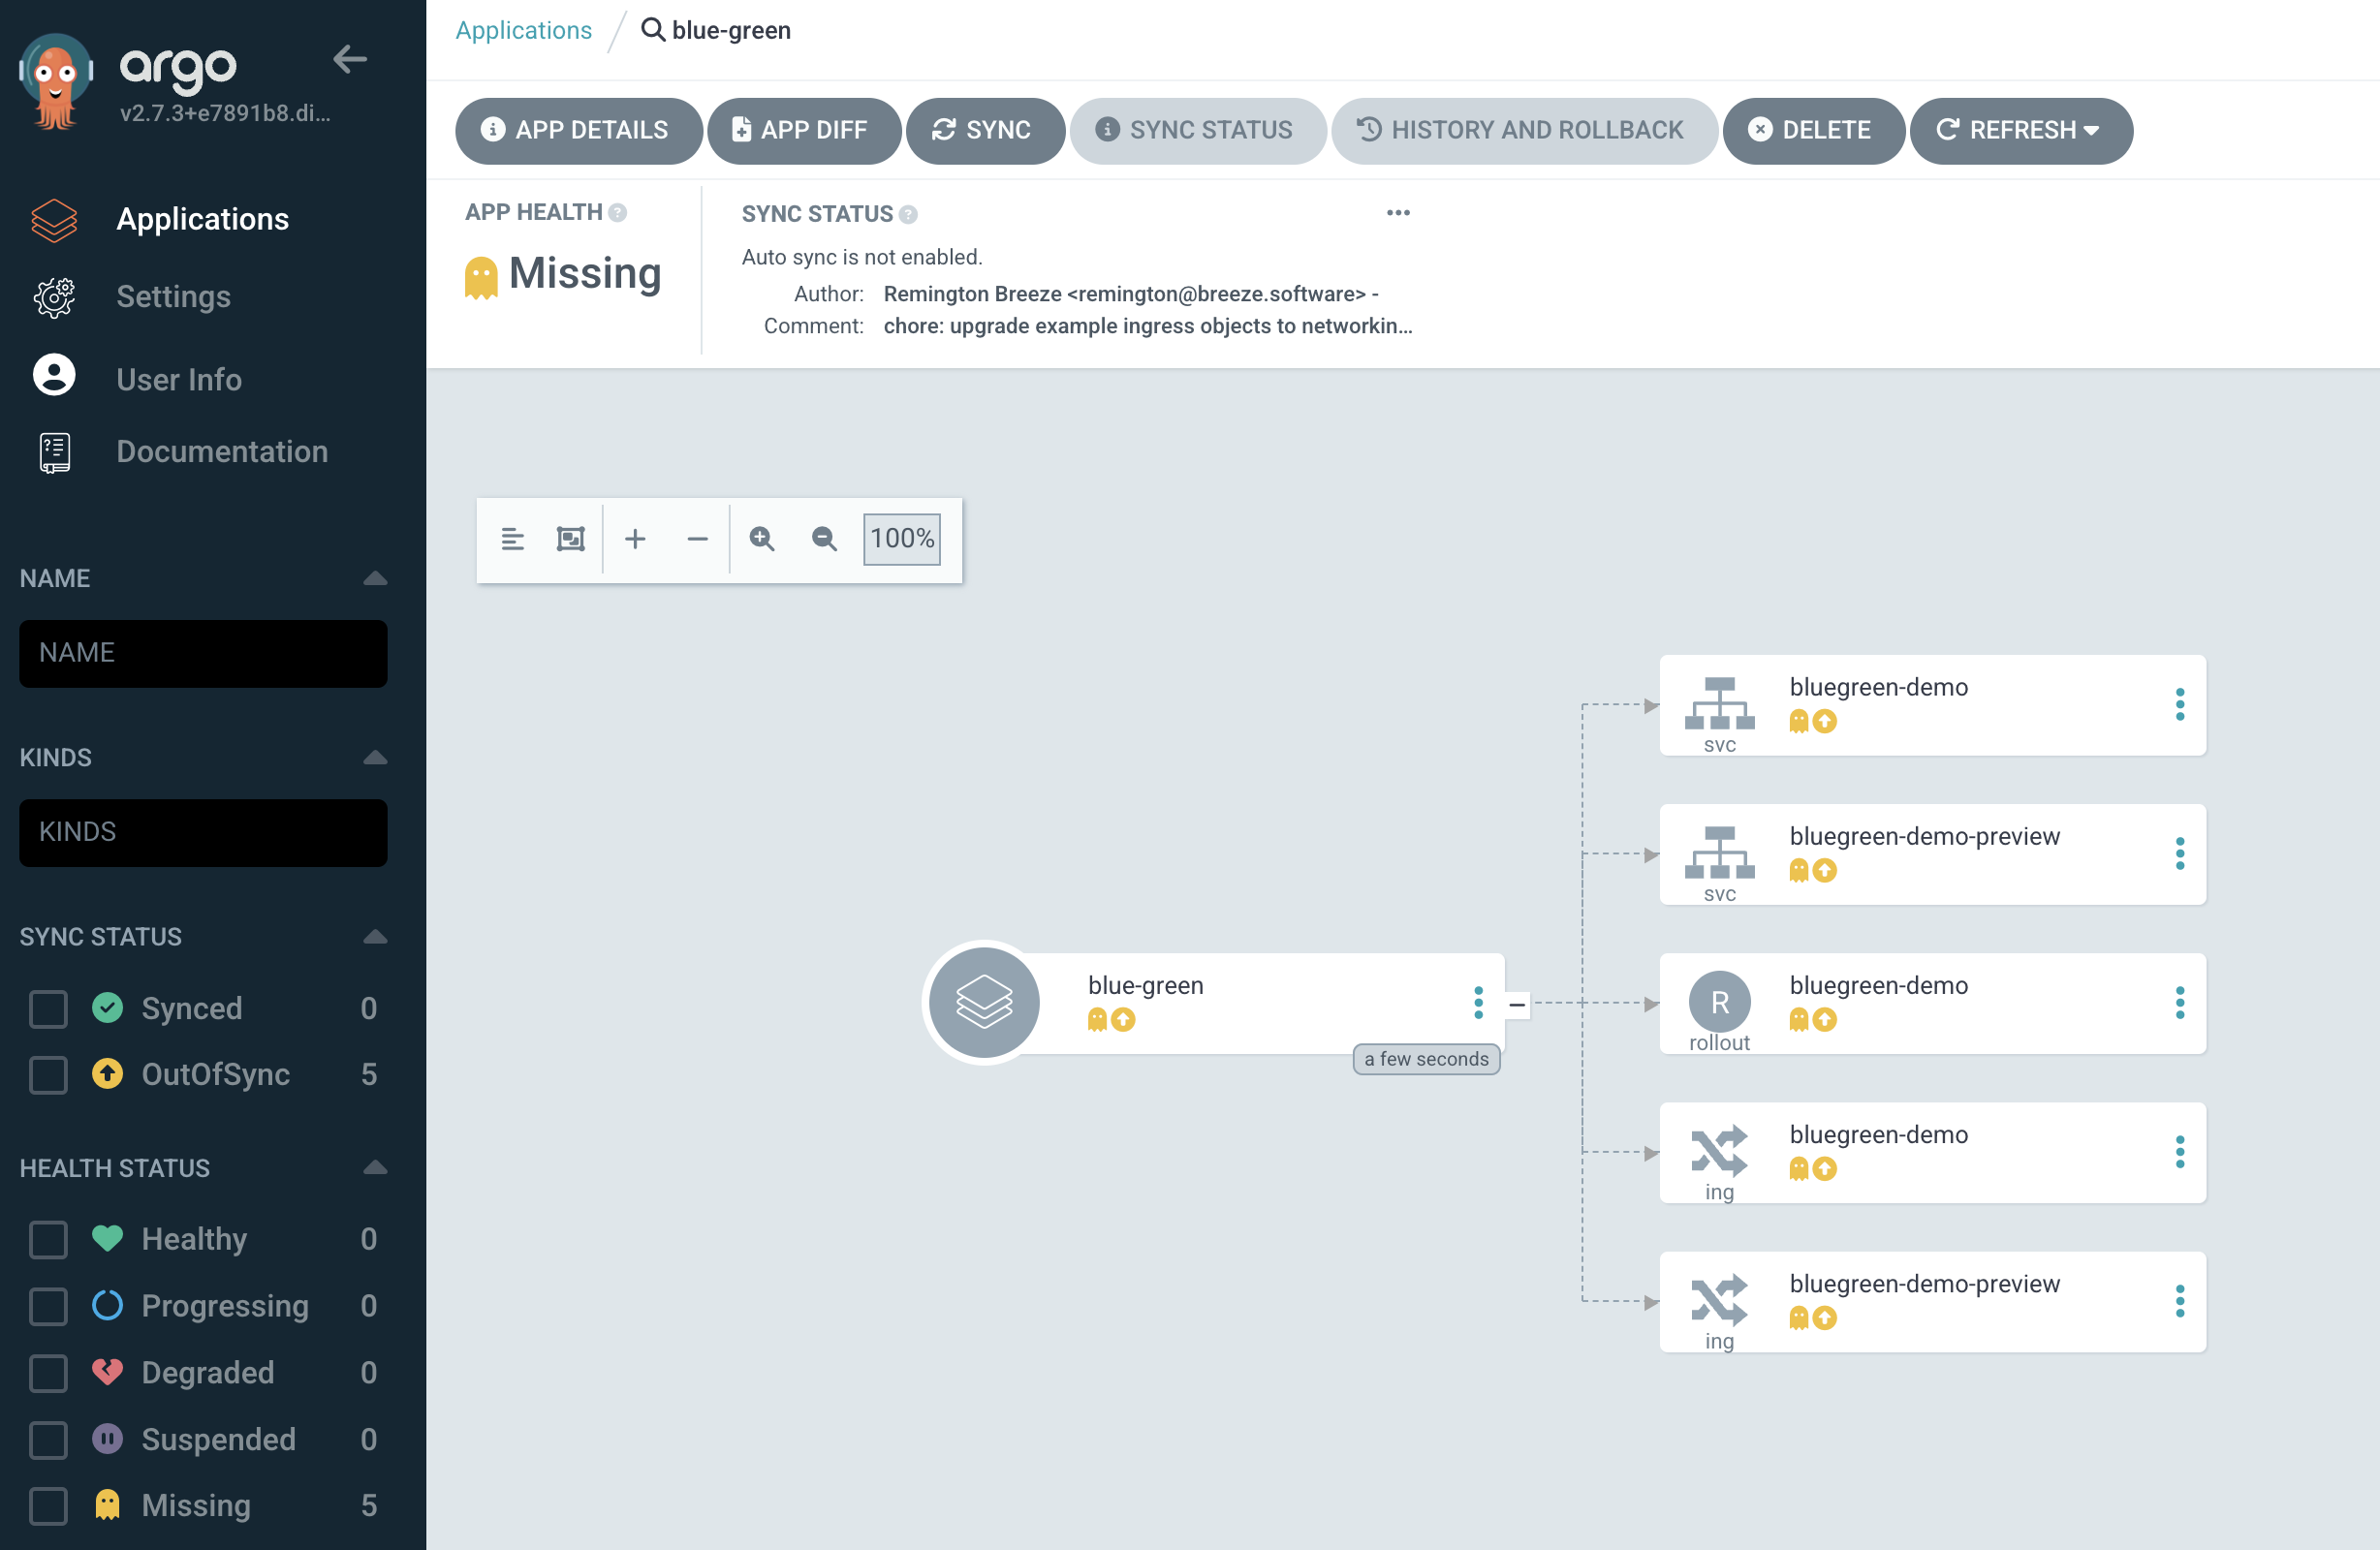 argo
v2.7.3+e7891b8.di...
Applications
Settings
User Info
Documentation
NAME
NAME
KINDS
KINDS
SYNC STATUS
Synced 0
OutOfSync 5
HEALTH STATUS
Healthy 0
Progressing 0
Degraded 0
Suspended 0
Missing 5
Applications / blue-green
APP DETAILS APP DIFF SYNC SYNC STATUS HISTORY AND ROLLBACK DELETE REFRESH
APP HEALTH ?
Missing
SYNC STATUS ?
Auto sync is not enabled.
Author: Remington Breeze <remington@breeze.software> -
Comment: chore: upgrade example ingress objects to networkin...
100%
blue-green
a few seconds
bluegreen-demo
svc
bluegreen-demo-preview
svc
bluegreen-demo
R
rollout
bluegreen-demo
ing
bluegreen-demo-preview
ing